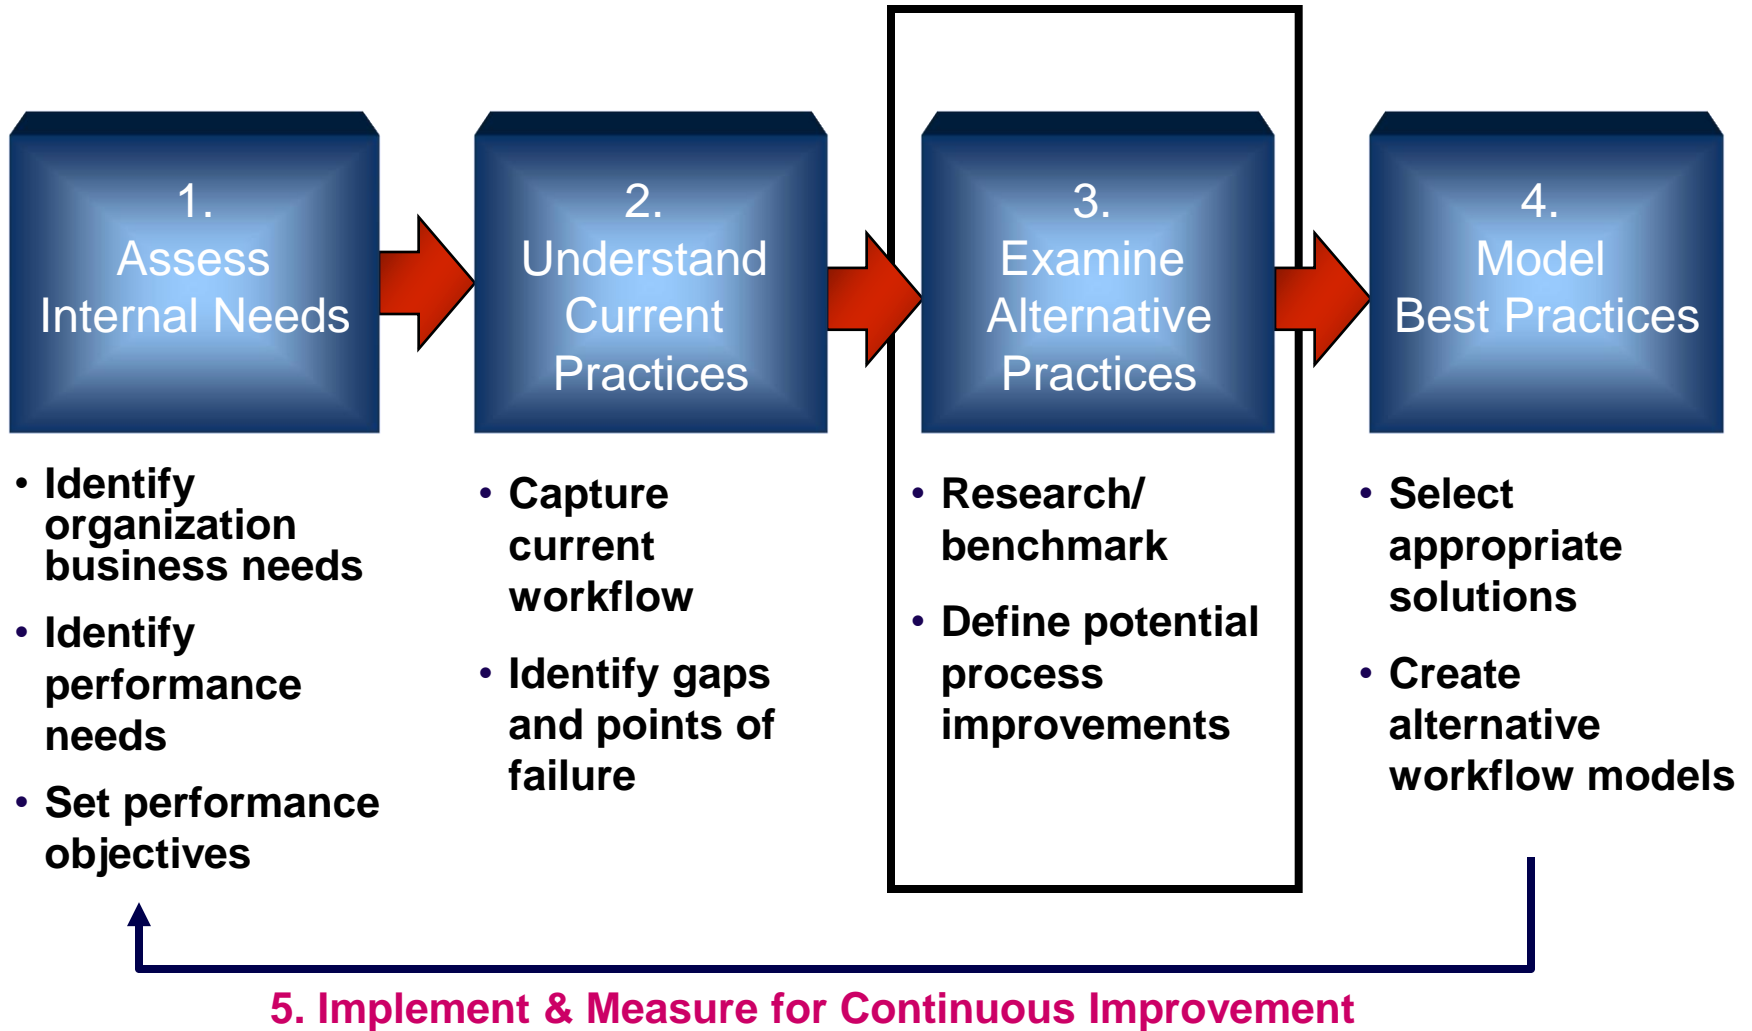 1.
Assess
Internal Needs
2.
Understand
Current
Practices
3.
Examine
Alternative
Practices
4.
Model
Best Practices
• Identify
organization
business needs
• Identify
performance
needs
• Set performance
objectives
• Capture
current
workflow
• Identify gaps
and points of
failure
• Research/
benchmark
• Define potential
process
improvements
• Select
appropriate
solutions
• Create
alternative
workflow models
5. Implement & Measure for Continuous Improvement